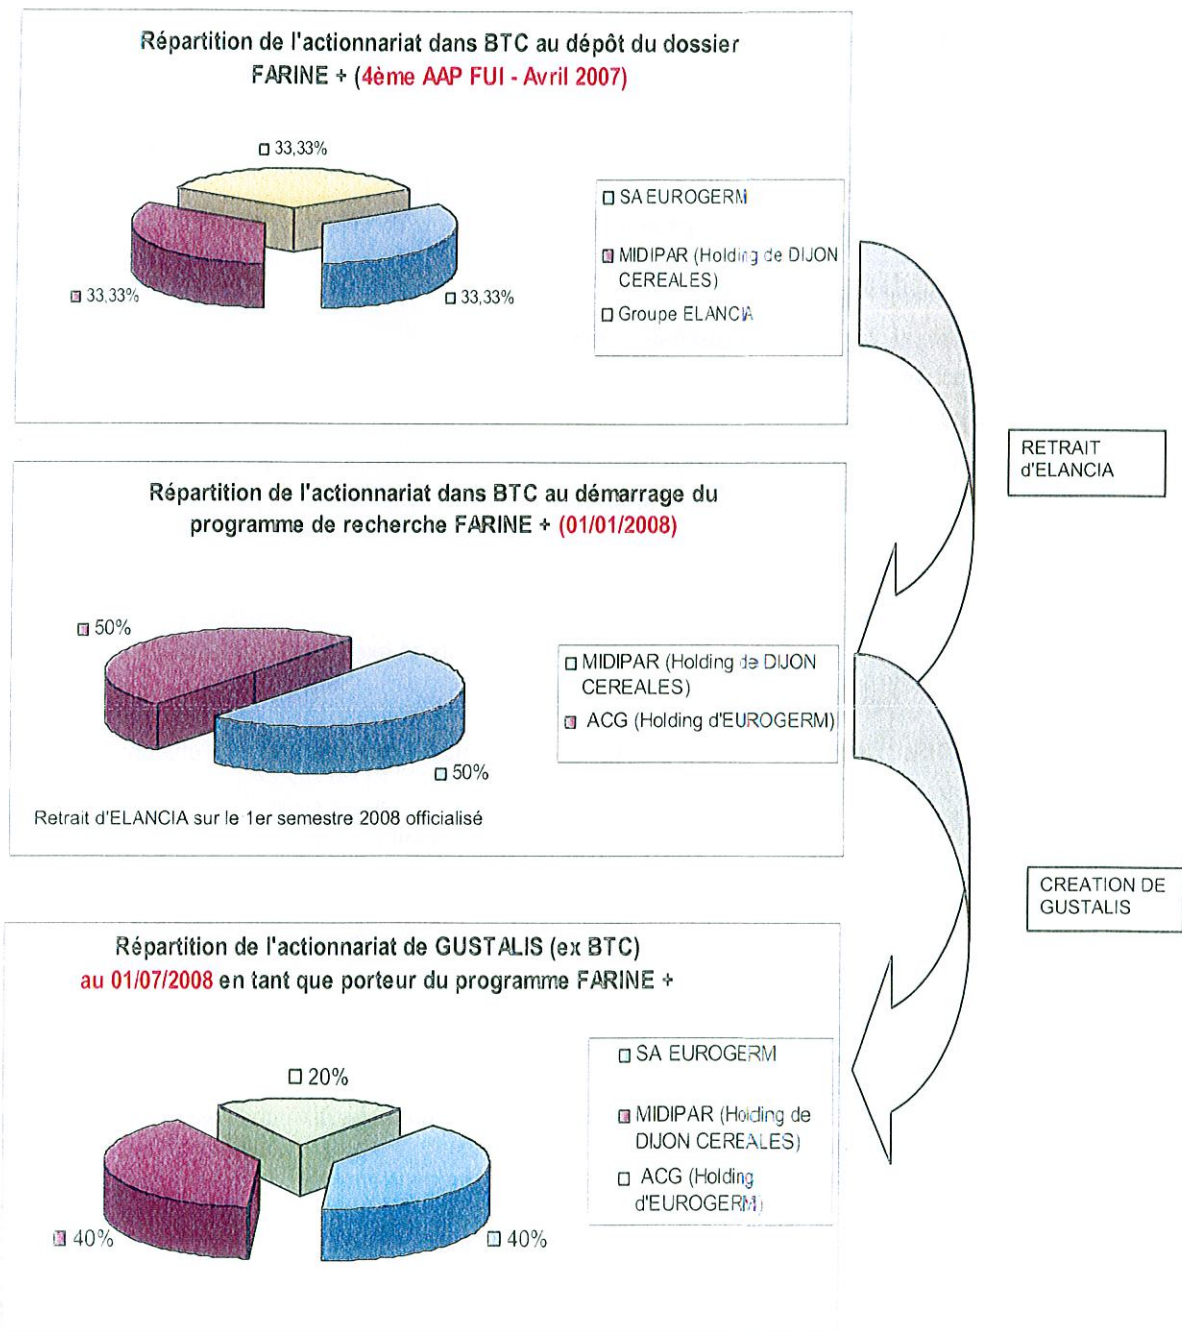 Répartition de l'actionnariat dans BTC au dépôt du dossier
FARINE + (4ème AAP FUI - Avril 2007)
33,33%
33,33%
33,33%
SA EUROGERM
MIDIPAR (Holding de DIJON
CEREALES)
Groupe ELANCIA
RETRAIT
d'ELANCIA
Répartition de l'actionnariat dans BTC au démarrage du
programme de recherche FARINE + (01/01/2008)
50%
50%
MIDIPAR (Holding de DIJON
CEREALES)
ACG (Holding d'EUROGERM)
Retrait d'ELANCIA sur le 1er semestre 2008 officialisé
CREATION DE
GUSTALIS
Répartition de l'actionnariat de GUSTALIS (ex BTC)
au 01/07/2008 en tant que porteur du programme FARINE +
20%
40%
40%
SA EUROGERM
MIDIPAR (Holding de
DIJON CEREALES)
ACG (Holding
d'EUROGERM)